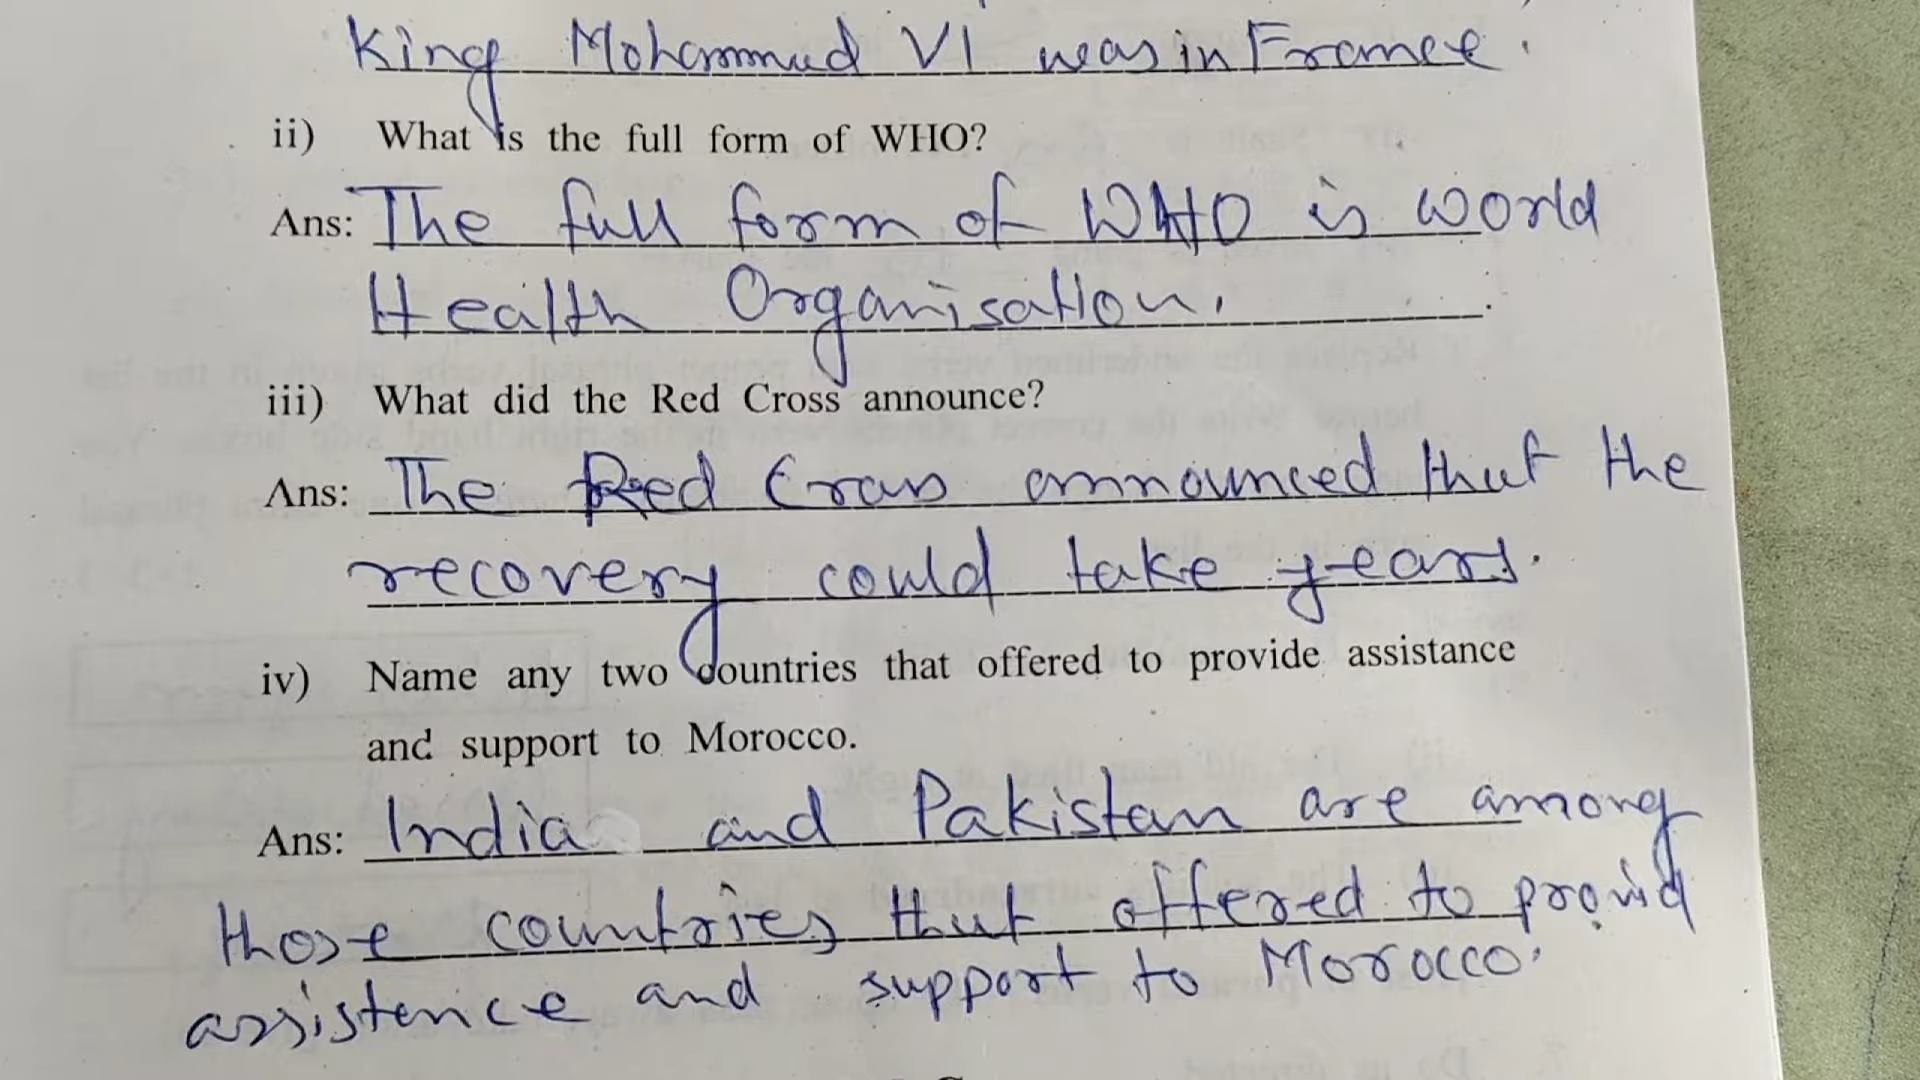 King Mohammud VI was in France.
ii) What is the full form of WHO?
Ans: The full form of WHO is world
Health Organisation.
iii) What did the Red Cross announce?
Ans: The Red Cross announced that the
recovery could take years.
iv) Name any two countries that offered to provide assistance
and support to Morocco.
Ans: India and Pakistan are among
those countries that offered to provid
assistence and support to Morocco.